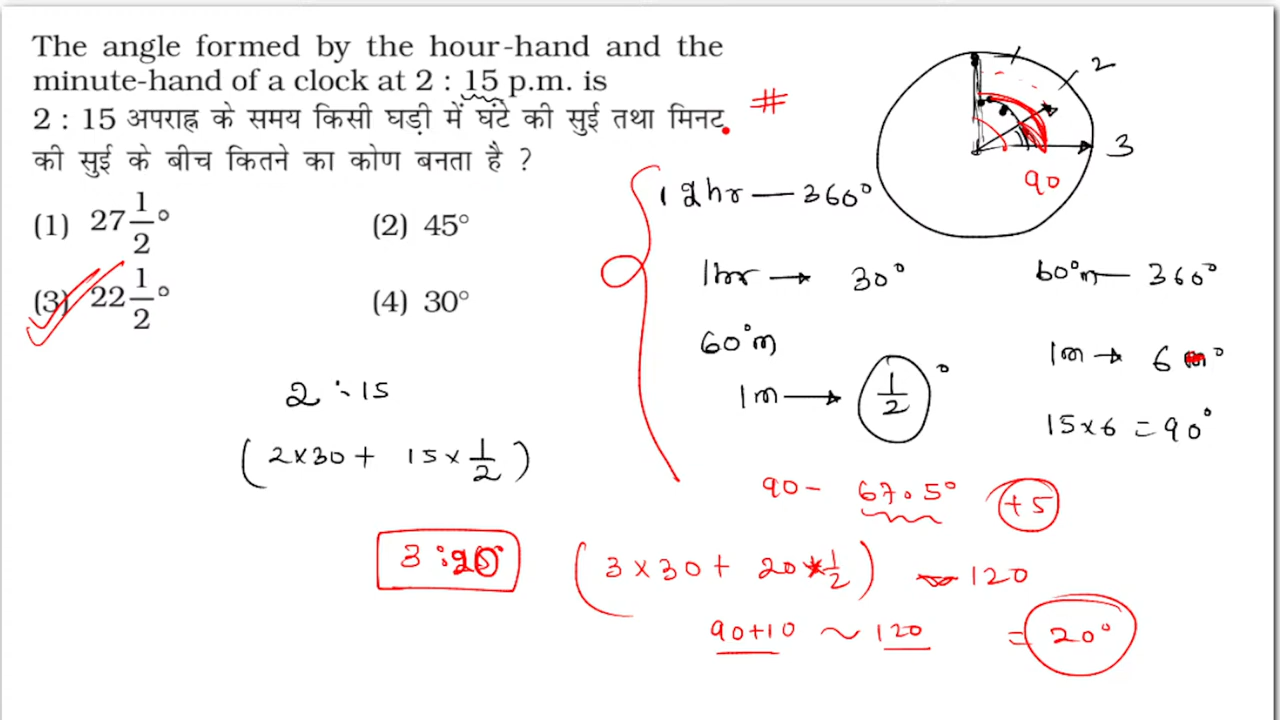 The angle formed by the hour-hand and the
minute-hand of a clock at 2 : 15 p.m. is
2 : 15 अपराह्न के समय किसी घड़ी में घंटे की सुई तथा मिनट
की सुई के बीच कितने का कोण बनता है ?
(1) 27 1/2°
(2) 45°
(3) 22 1/2°
(4) 30°
#
2
3
90
12hr — 360°
1hr → 30°
60m
1m → 1/2°
60m — 360°
1m → 6°
15×6 = 90°
2 : 15
(2×30 + 15×1/2)
90 - 67.5°
+5
3 : 20
(3×30 + 20×1/2) ~ 120
90+10 ~ 120 = 20°